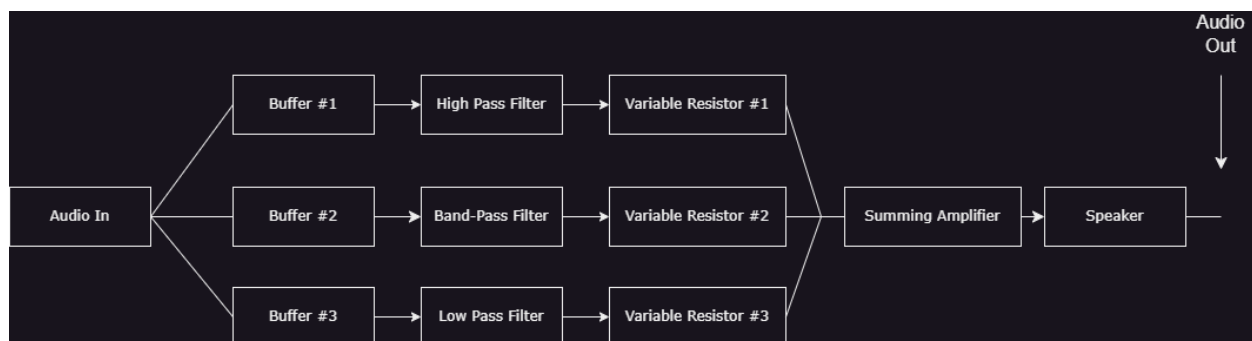 Audio
Out
Buffer #1
High Pass Filter
Variable Resistor #1
Audio In
Buffer #2
Band-Pass Filter
Variable Resistor #2
Summing Amplifier
Speaker
Buffer #3
Low Pass Filter
Variable Resistor #3